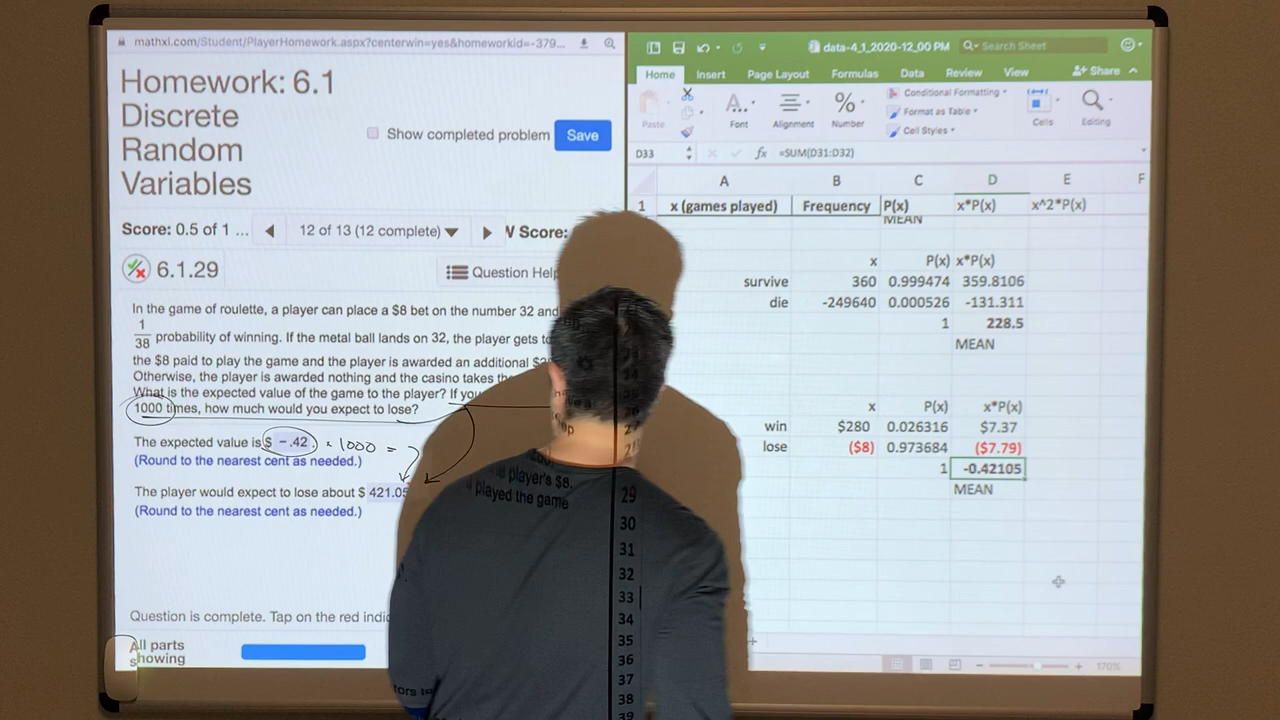 mathxl.com/Student/PlayerHomework.aspx?centerwin=yes&homeworkid=-379...
Homework: 6.1
Discrete
Random
Variables
Show completed problem
Save
Score: 0.5 of 1 ...
12 of 13 (12 complete)
Score:
6.1.29
Question Help
In the game of roulette, a player can place a $8 bet on the number 32 and
1
38 probability of winning. If the metal ball lands on 32, the player gets to
the $8 paid to play the game and the player is awarded an additional
Otherwise, the player is awarded nothing and the casino takes the
What is the expected value of the game to the player? If you
1000 times, how much would you expect to lose?
The expected value is $ -.42. × 1000 =
(Round to the nearest cent as needed.)
The player would expect to lose about $ 421.05
(Round to the nearest cent as needed.)
player's $8.
played the game
Question is complete. Tap on the red
All parts
showing
data-4_1_2020-12_00 PM
Search Sheet
Home
Insert
Page Layout
Formulas
Data
Review
View
Share
Paste
Font
Alignment
%
Number
Conditional Formatting
Format as Table
Cell Styles
Cells
Editing
D33
fx =SUM(D31:D32)
A B C D E F
1 x (games played) Frequency P(x) x*P(x) x^2*P(x)
MEAN
x P(x) x*P(x)
survive 360 0.999474 359.8106
die -249640 0.000526 -131.311
1 228.5
MEAN
x P(x) x*P(x)
win $280 0.026316 $7.37
lose ($8) 0.973684 ($7.79)
1 -0.42105
MEAN
29
30
31
32
33
34
35
36
37
38
39
170%